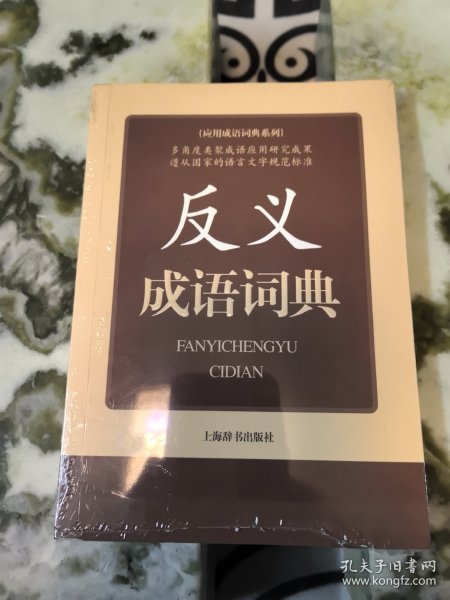 {应用成语词典系列}
多角度类聚成语应用研究成果
遵从国家的语言文字规范标准
反义
成语词典
FANYICHENGYU
CIDIAN
上海辞书出版社
孔夫子旧书网
www.kongfz.com